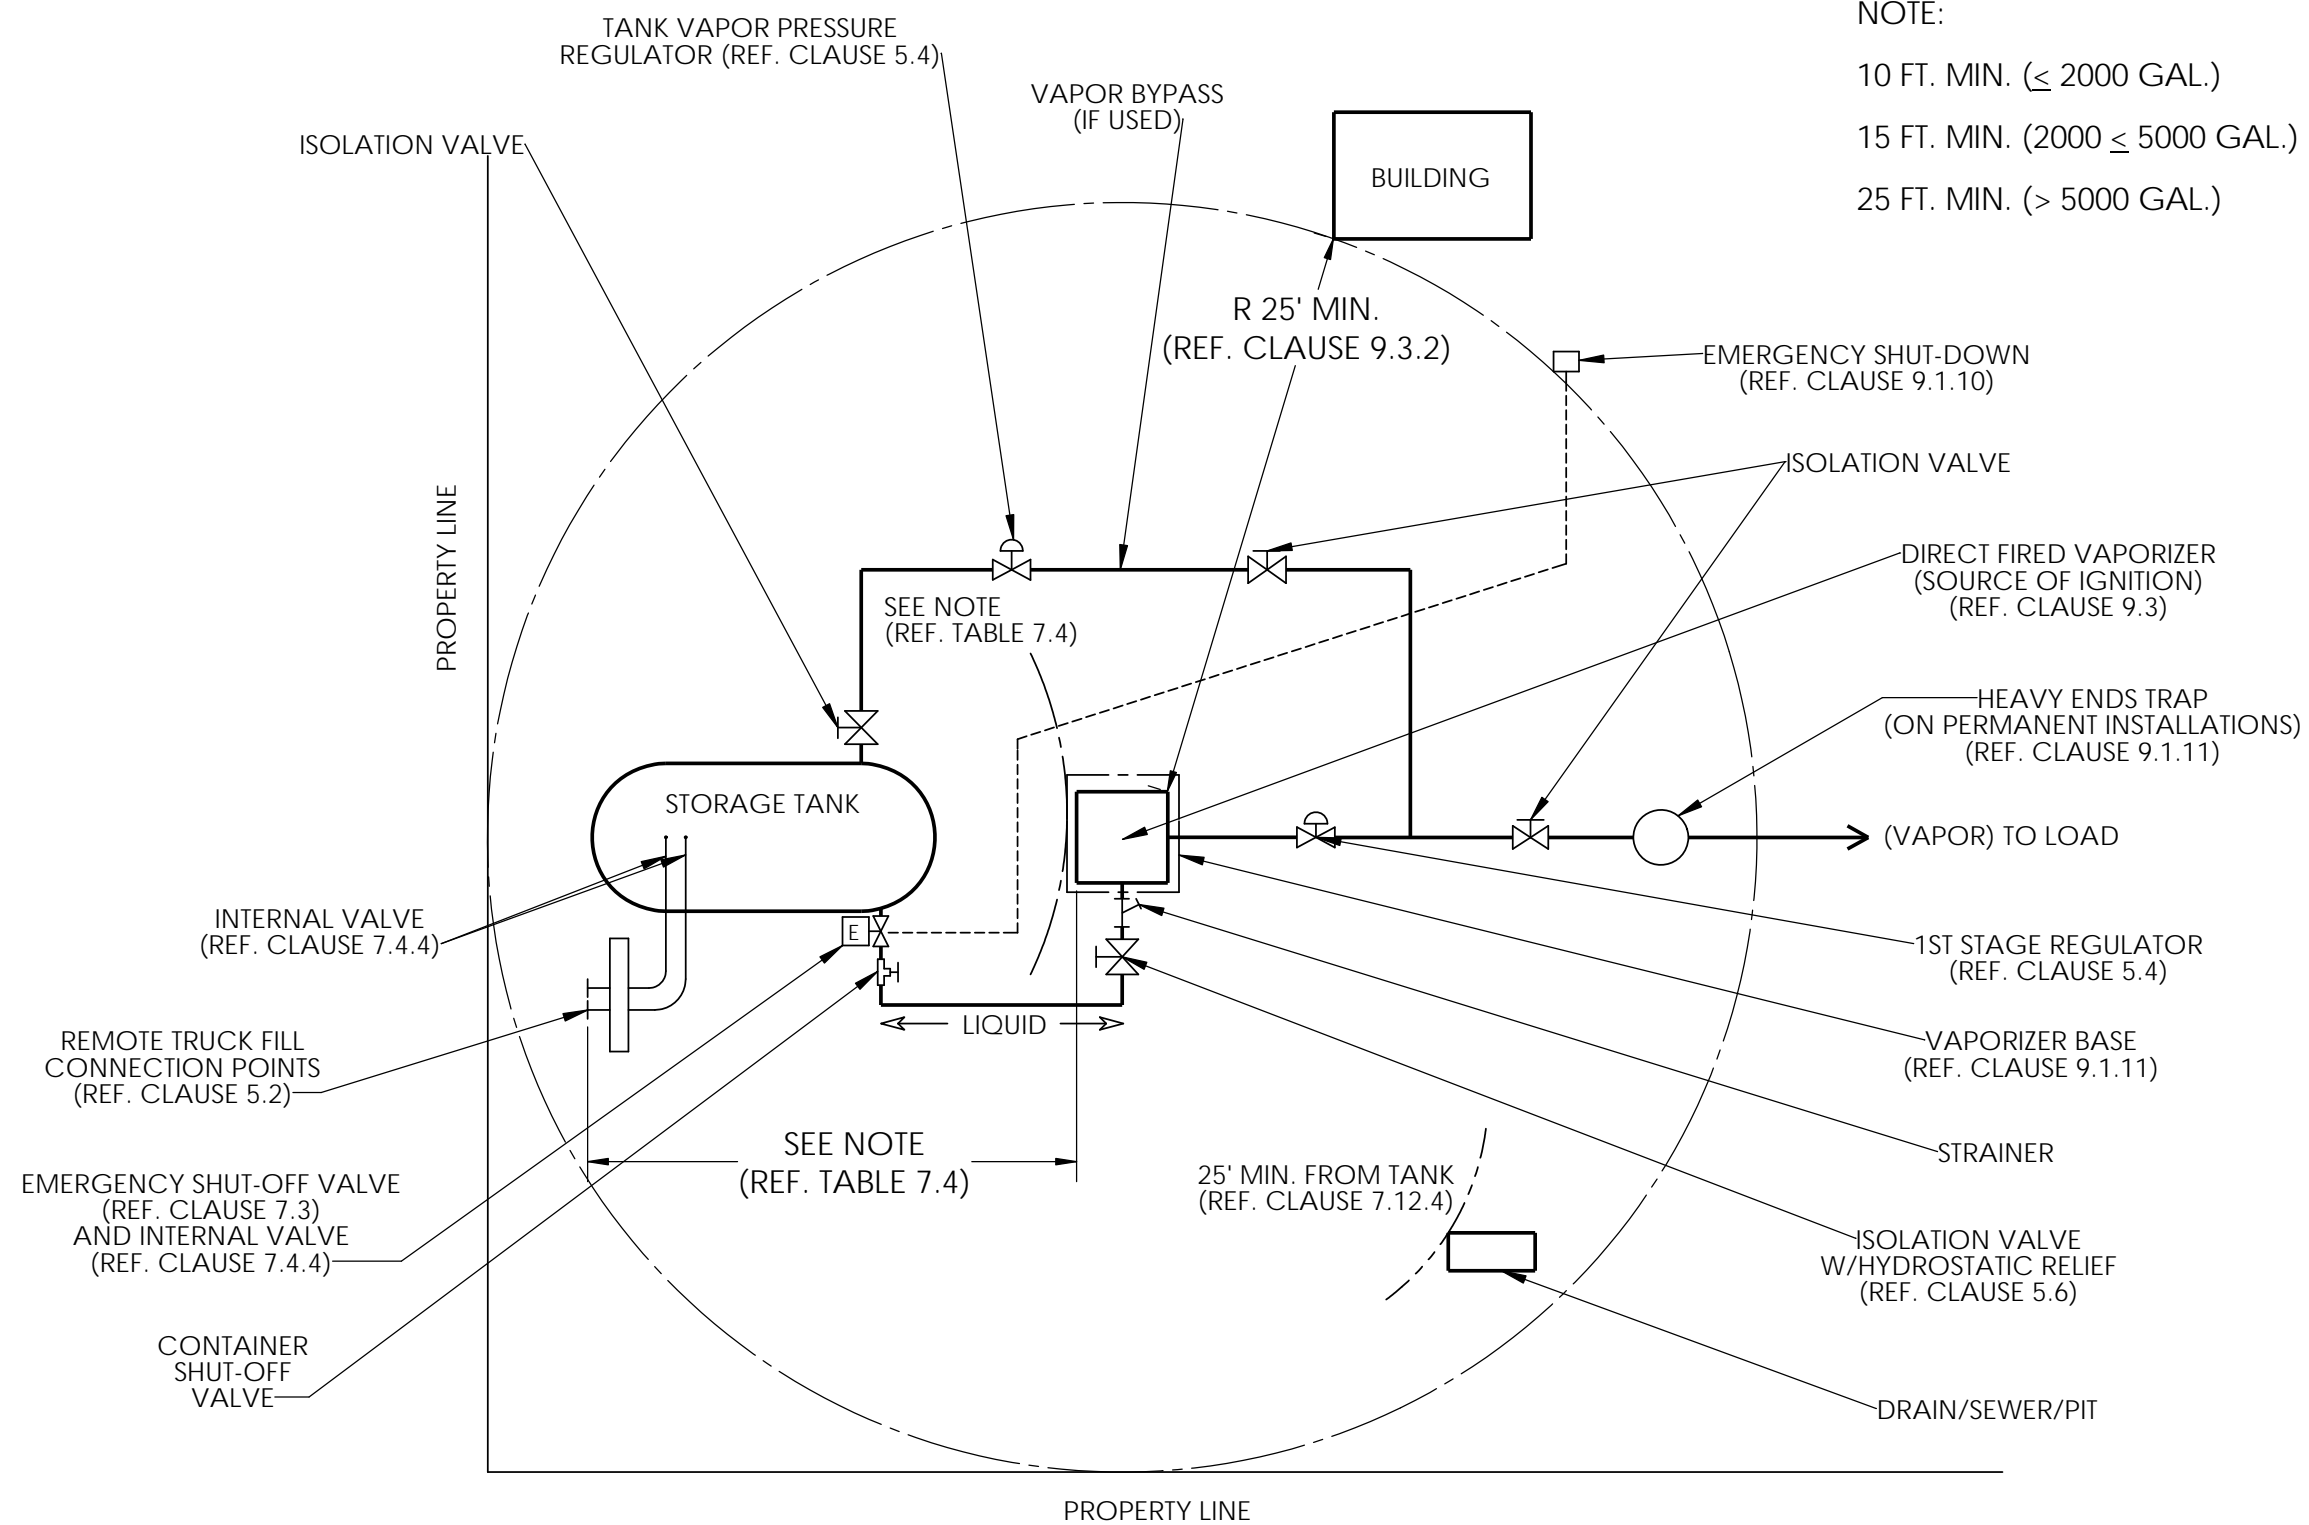 TANK VAPOR PRESSURE
REGULATOR (REF. CLAUSE 5.4)
VAPOR BYPASS
(IF USED)
ISOLATION VALVE
NOTE:
10 FT. MIN. (≤ 2000 GAL.)
15 FT. MIN. (2000 ≤ 5000 GAL.)
25 FT. MIN. (> 5000 GAL.)
BUILDING
R 25' MIN.
(REF. CLAUSE 9.3.2)
EMERGENCY SHUT-DOWN
(REF. CLAUSE 9.1.10)
ISOLATION VALVE
PROPERTY LINE
DIRECT FIRED VAPORIZER
(SOURCE OF IGNITION)
(REF. CLAUSE 9.3)
SEE NOTE
(REF. TABLE 7.4)
HEAVY ENDS TRAP
(ON PERMANENT INSTALLATIONS)
(REF. CLAUSE 9.1.11)
STORAGE TANK
(VAPOR) TO LOAD
INTERNAL VALVE
(REF. CLAUSE 7.4.4)
E
1ST STAGE REGULATOR
(REF. CLAUSE 5.4)
LIQUID
REMOTE TRUCK FILL
CONNECTION POINTS
(REF. CLAUSE 5.2)
VAPORIZER BASE
(REF. CLAUSE 9.1.11)
SEE NOTE
(REF. TABLE 7.4)
STRAINER
25' MIN. FROM TANK
(REF. CLAUSE 7.12.4)
EMERGENCY SHUT-OFF VALVE
(REF. CLAUSE 7.3)
AND INTERNAL VALVE
(REF. CLAUSE 7.4.4)
ISOLATION VALVE
W/HYDROSTATIC RELIEF
(REF. CLAUSE 5.6)
CONTAINER
SHUT-OFF
VALVE
DRAIN/SEWER/PIT
PROPERTY LINE